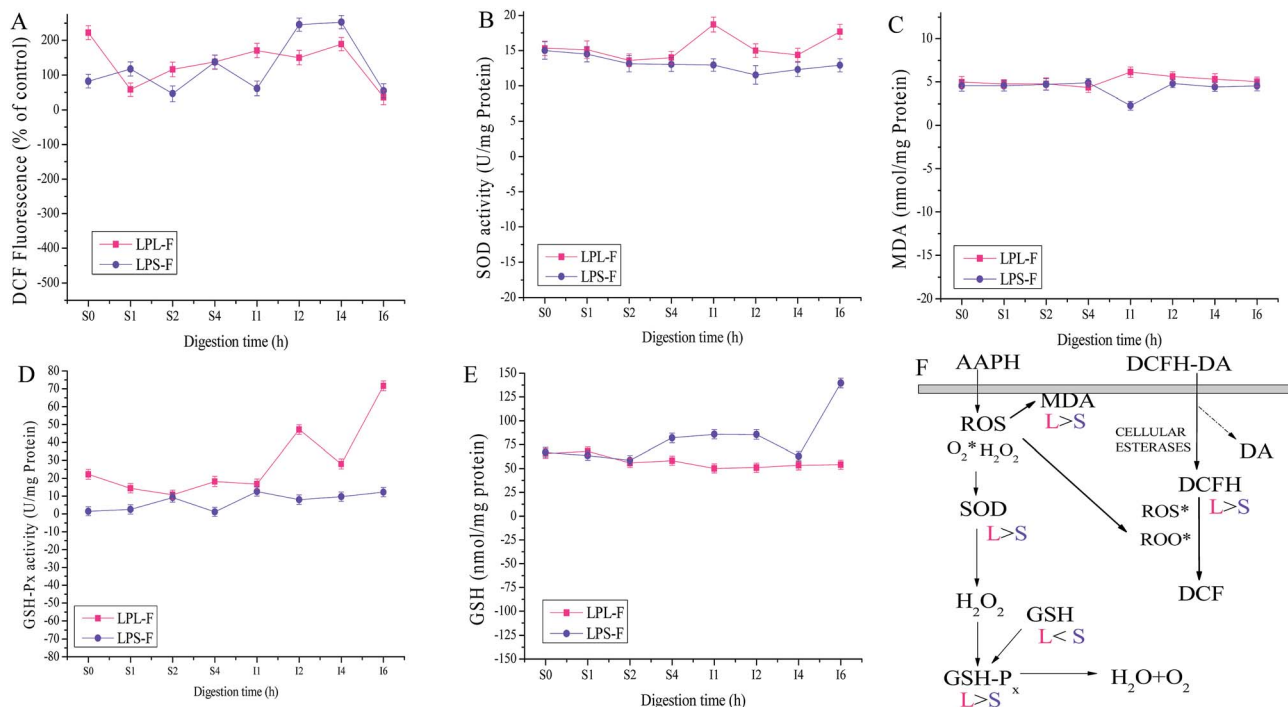 A
DCF Fluorescence (% of control)
250
200
100
0
-100
-200
-300
-400
-500
LPL-F
LPS-F
S0 S1 S2 S4 I1 I2 I4 I6
Digestion time (h)
B
SOD activity (U/mg Protein)
20
15
10
5
0
-5
-10
-15
-20
LPL-F
LPS-F
S0 S1 S2 S4 I1 I2 I4 I6
Digestion time (h)
C
MDA (nmol/mg Protein)
10
5
0
-5
-10
-15
-20
LPL-F
LPS-F
S0 S1 S2 S4 I1 I2 I4 I6
Digestion time (h)
D
GSH-Px activity (U/mg Protein)
80
70
60
50
40
30
20
10
0
-10
-20
-30
-40
-50
-60
-70
-80
LPL-F
LPS-F
S0 S1 S2 S4 I1 I2 I4 I6
Digestion time (h)
E
GSH (nmol/mg protein)
150
125
100
75
50
25
0
-25
-50
-75
-100
-125
-150
LPL-F
LPS-F
S0 S1 S2 S4 I1 I2 I4 I6
Digestion time (h)
F
AAPH
DCFH-DA
MDA
L>S
ROS
O₂* H₂O₂
CELLULAR
ESTERASES
DA
SOD
L>S
DCFH
L>S
ROS*
ROO*
DCF
H₂O₂
GSH
L< S
GSH-Pₓ
L>S
H₂O+O₂